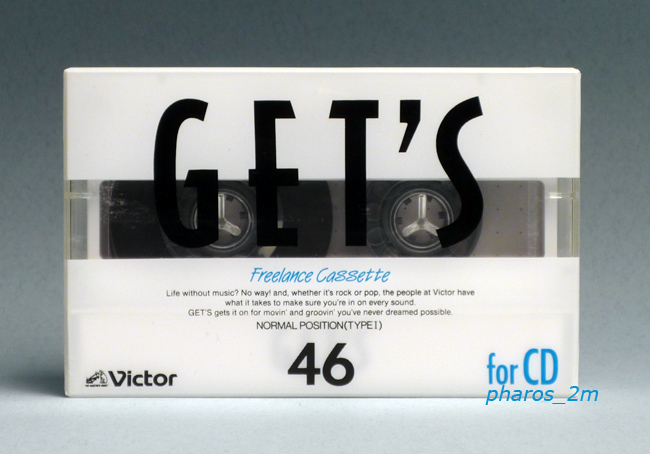 GET'S
Freelance Cassette
Life without music? No way! and, whether it's rock or pop, the people at Victor have
what it takes to make sure you're in on every sound.
GET'S gets it on for movin' and groovin' you've never dreamed possible.
NORMAL POSITION(TYPE I)
46
Victor
for CD
pharos_2m